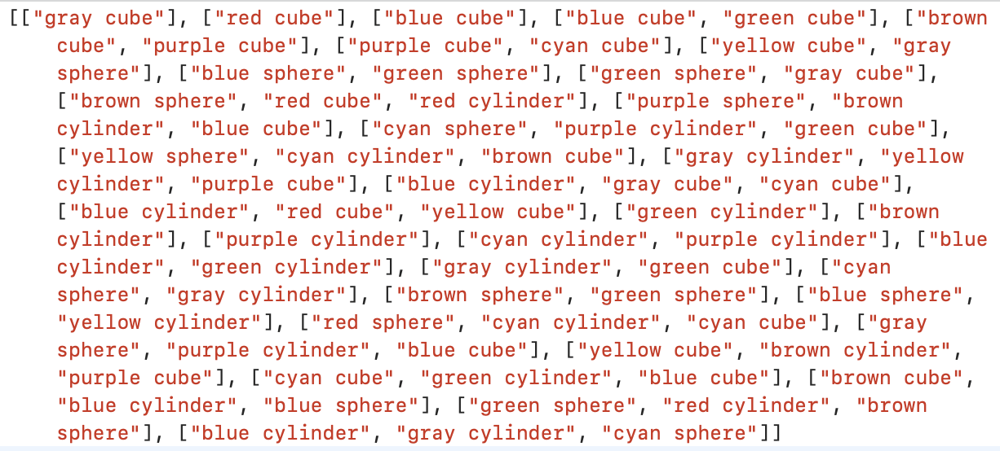 [["gray cube"], ["red cube"], ["blue cube"], ["blue cube", "green cube"], ["brown
cube", "purple cube"], ["purple cube", "cyan cube"], ["yellow cube", "gray
sphere"], ["blue sphere", "green sphere"], ["green sphere", "gray cube"],
["brown sphere", "red cube", "red cylinder"], ["purple sphere", "brown
cylinder", "blue cube"], ["cyan sphere", "purple cylinder", "green cube"],
["yellow sphere", "cyan cylinder", "brown cube"], ["gray cylinder", "yellow
cylinder", "purple cube"], ["blue cylinder", "gray cube", "cyan cube"],
["blue cylinder", "red cube", "yellow cube"], ["green cylinder"], ["brown
cylinder"], ["purple cylinder"], ["cyan cylinder", "purple cylinder"], ["blue
cylinder", "green cylinder"], ["gray cylinder", "green cube"], ["cyan
sphere", "gray cylinder"], ["brown sphere", "green sphere"], ["blue sphere",
"yellow cylinder"], ["red sphere", "cyan cylinder", "cyan cube"], ["gray
sphere", "purple cylinder", "blue cube"], ["yellow cube", "brown cylinder",
"purple cube"], ["cyan cube", "green cylinder", "blue cube"], ["brown cube",
"blue cylinder", "blue sphere"], ["green sphere", "red cylinder", "brown
sphere"], ["blue cylinder", "gray cylinder", "cyan sphere"]]